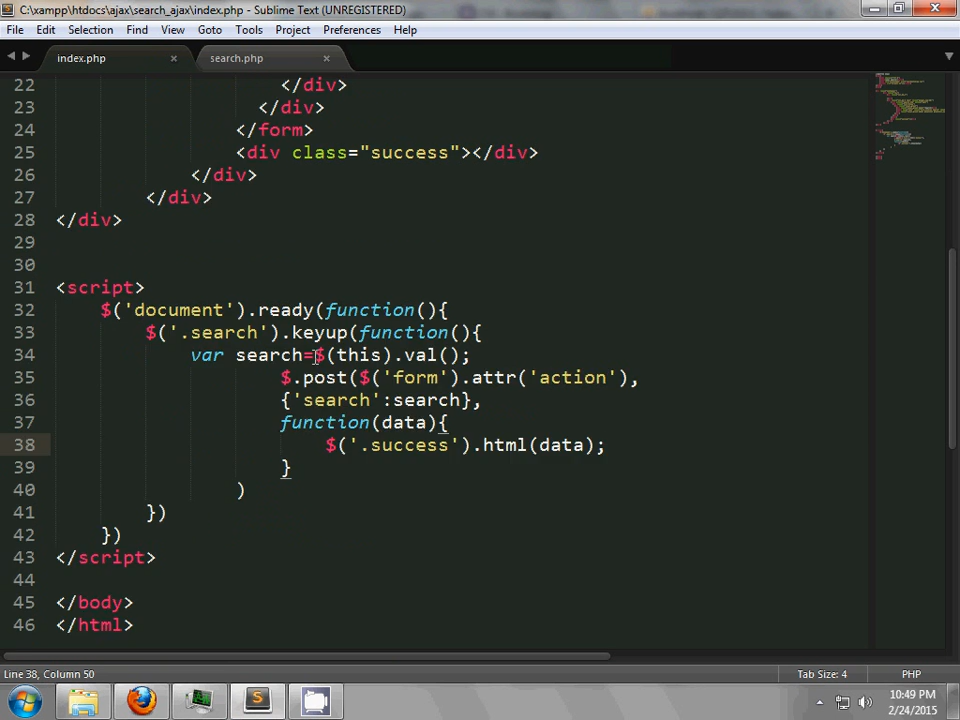 C:\xampp\htdocs\ajax\search_ajax\index.php - Sublime Text (UNREGISTERED)
File Edit Selection Find View Goto Tools Project Preferences Help
index.php × search.php ×
22 </div>
23 </div>
24 </form>
25 <div class="success"></div>
26 </div>
27 </div>
28 </div>
29
30
31 <script>
32 $('document').ready(function(){
33 $('.search').keyup(function(){
34 var search=$(this).val();
35 $.post($('form').attr('action'),
36 {'search':search},
37 function(data){
38 $('.success').html(data);
39 }
40 )
41 })
42 })
43 </script>
44
45 </body>
46 </html>
Line 38, Column 50 Tab Size: 4 PHP
10:49 PM
2/24/2015